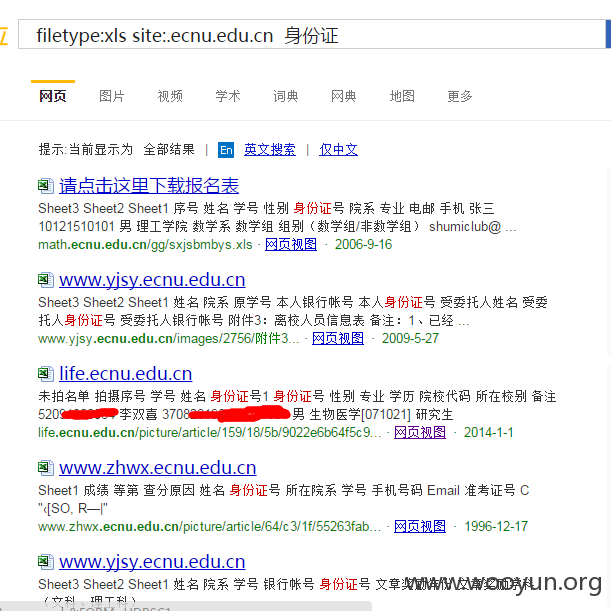 filetype:xls site:.ecnu.edu.cn 身份证
网页 图片 视频 学术 词典 网典 地图 更多
提示:当前显示为 全部结果 | En 英文搜索 | 仅中文
请点击这里下载报名表
Sheet3 Sheet2 Sheet1 序号 姓名 学号 性别 身份证号 院系 专业 电邮 手机 张三
10121510101 男 理工学院 数学系 数学组 组别（数学组/非数学组） shumiclub@ ...
math.ecnu.edu.cn/gg/sxjsbmbys.xls · 网页视图 · 2006-9-16
www.yjsy.ecnu.edu.cn
Sheet3 Sheet2 Sheet1 姓名 院系 原学号 本人银行帐号 本人身份证号 受委托人姓名 受委
托人身份证号 受委托人银行帐号 附件3：离校人员信息表 备注：1、已经 ...
www.yjsy.ecnu.edu.cn/images/2756/附件3... · 网页视图 · 2009-5-27
life.ecnu.edu.cn
未拍名单 拍摄序号 学号 姓名 身份证号1 身份证号 性别 专业 学历 院校代码 所在校别 备注
男 生物医学[071021] 研究生
life.ecnu.edu.cn/picture/article/159/18/5b/9022e6b64f5c9... · 网页视图 · 2014-1-1
www.zhwx.ecnu.edu.cn
Sheet1 成绩 等第 查分原因 姓名 身份证号 所在院系 学号 手机号码 Email 准考证号 C
"‹[SO, R—|"
www.zhwx.ecnu.edu.cn/picture/article/64/c3/1f/55263fab... · 网页视图 · 1996-12-17
www.yjsy.ecnu.edu.cn
Sheet3 Sheet2 Sheet1 姓名 院系 学号 银行帐号 身份证号
www.wooyun.org
（文科、理工科）